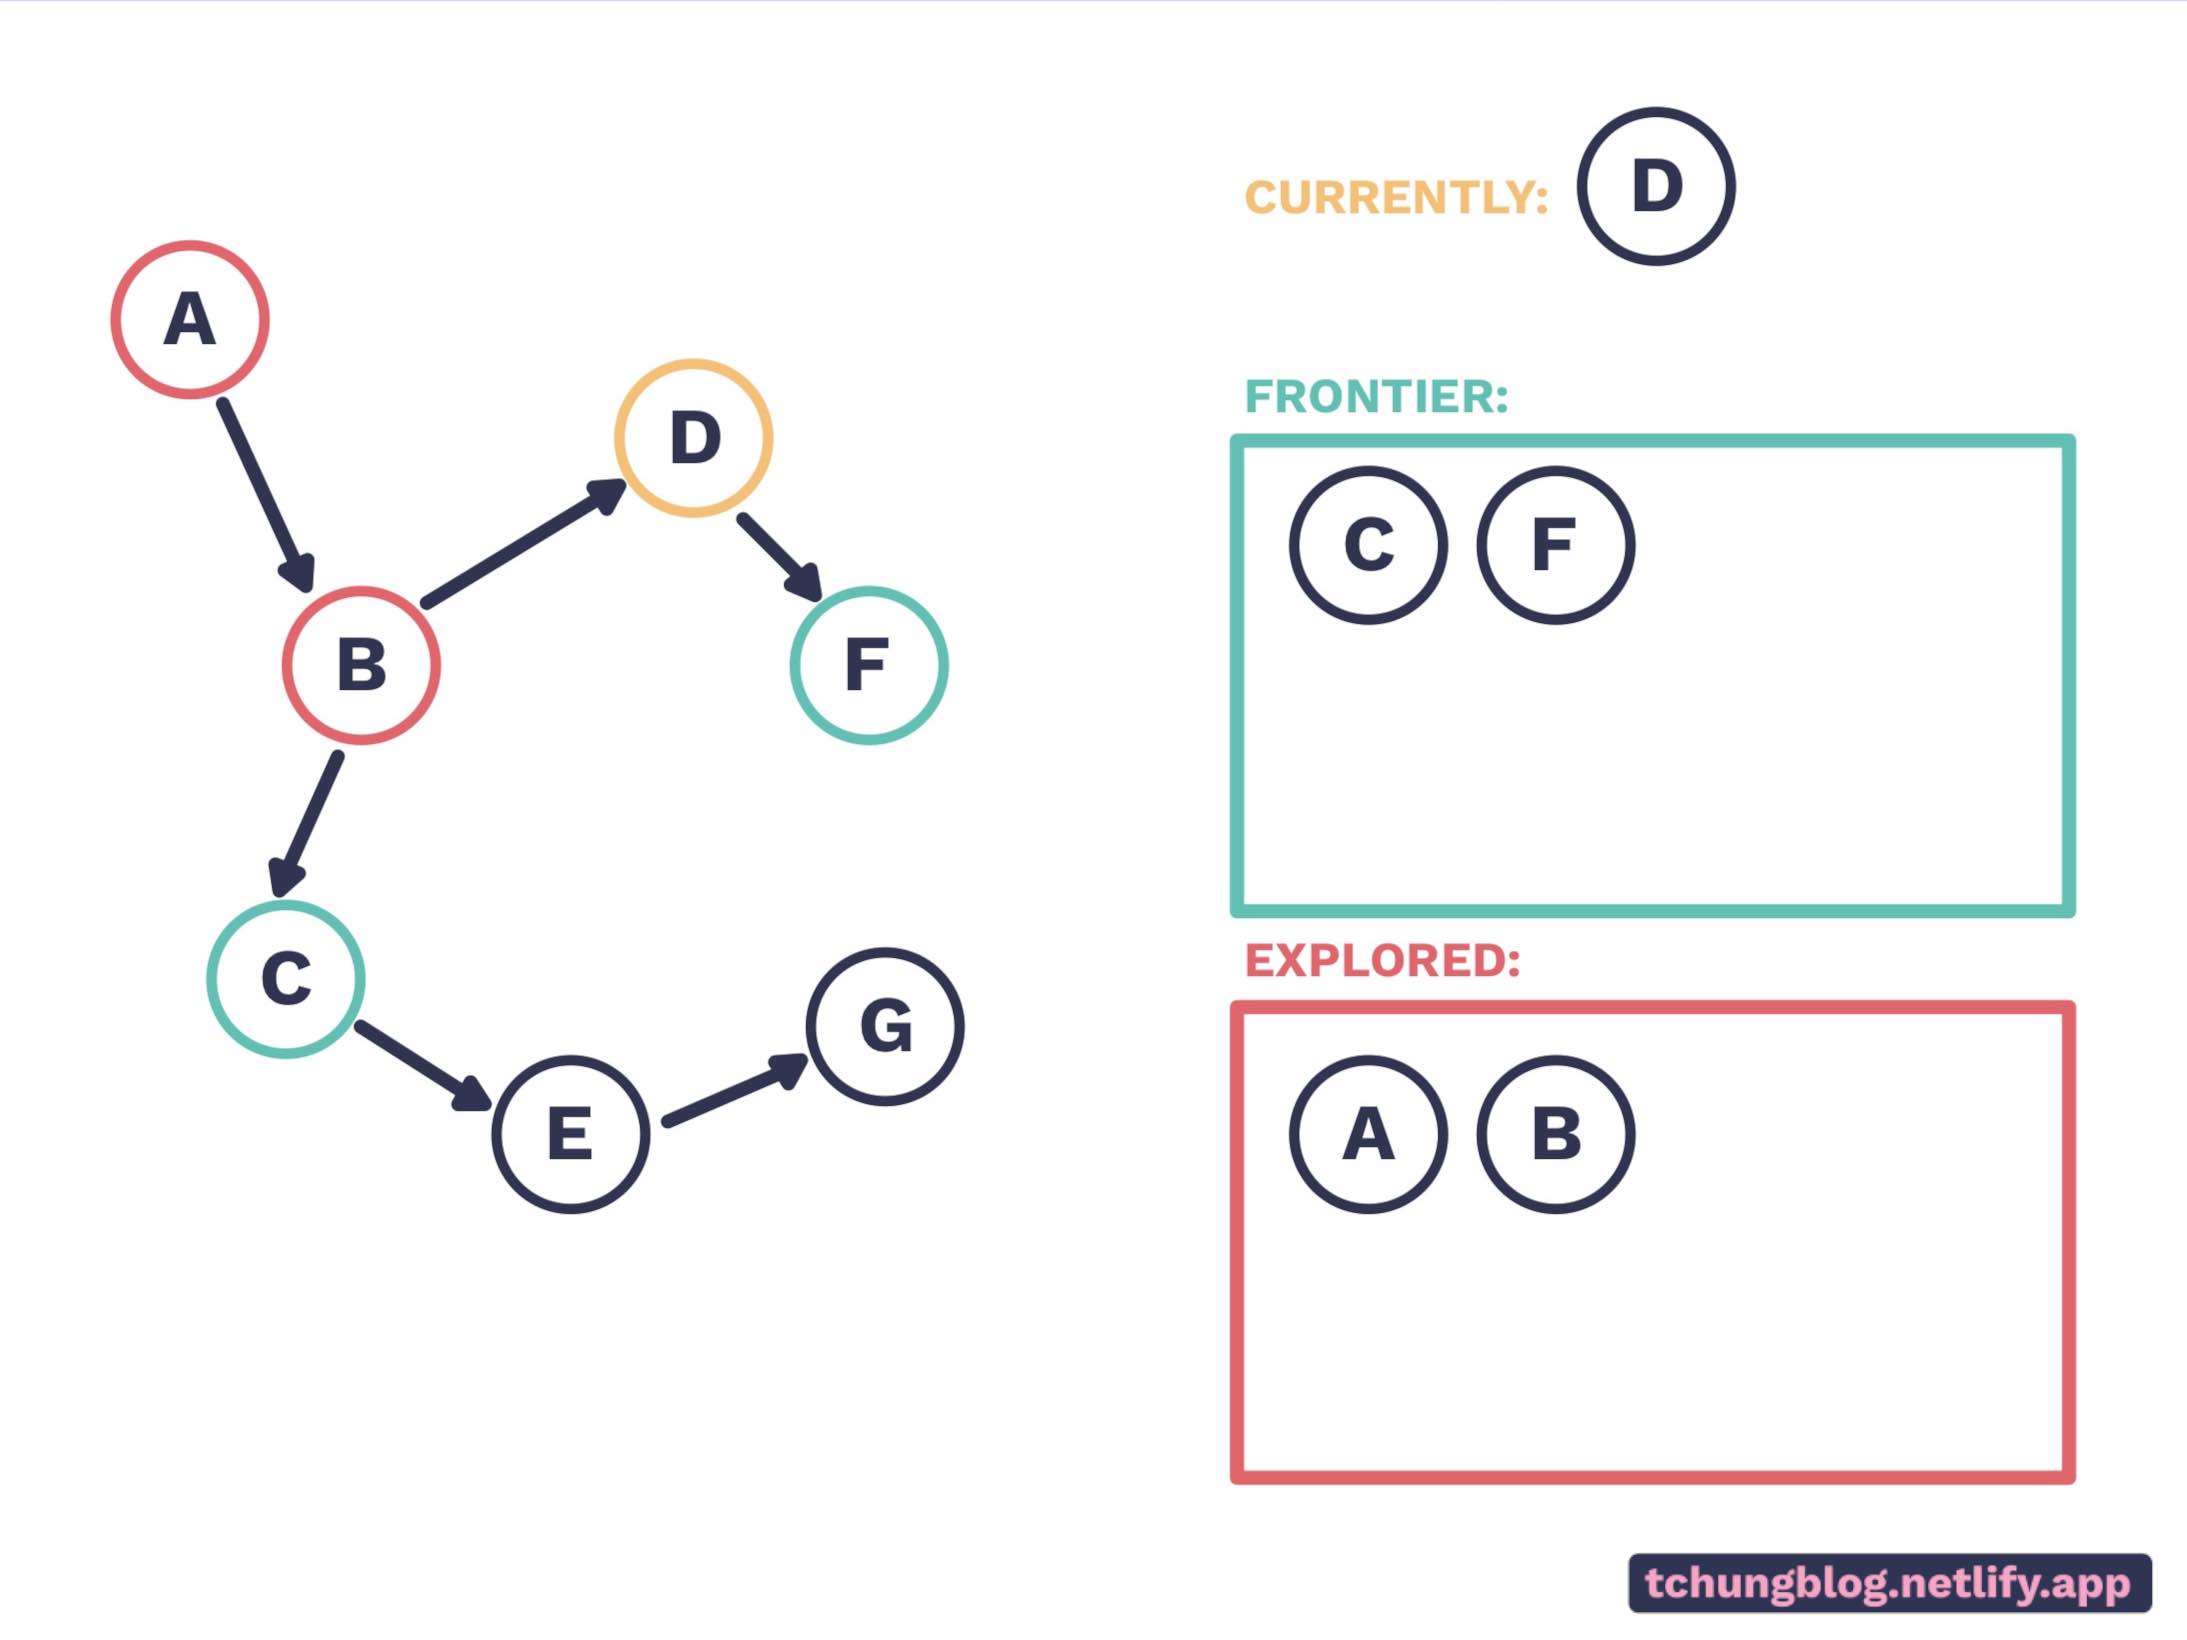 A
B
C
D
E
F
G
CURRENTLY: D
FRONTIER:
C F
EXPLORED:
A B
tchungblog.netlify.app